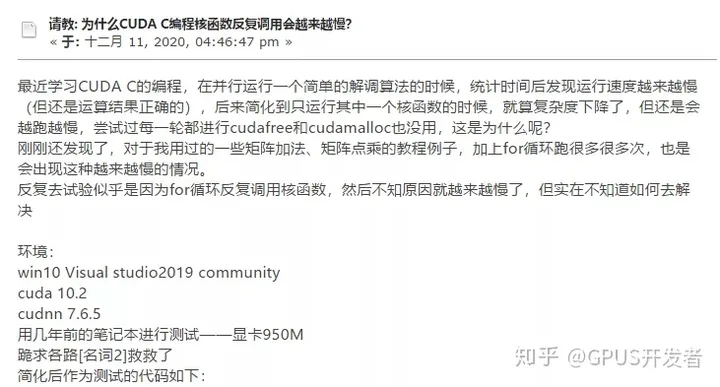 请教: 为什么CUDA C编程核函数反复调用会越来越慢?
« 于: 十二月 11, 2020, 04:46:47 pm »
最近学习CUDA C的编程，在并行运行一个简单的解调算法的时候，统计时间后发现运行速度越来越慢
（但还是运算结果正确的），后来简化到只运行其中一个核函数的时候，就算复杂度下降了，但还是会
越跑越慢，尝试过每一轮都进行cudafree和cudamalloc也没用，这是为什么呢？
刚刚还发现了，对于我用过的一些矩阵加法、矩阵点乘的教程例子，加上for循环跑很多很多次，也是
会出现这种越来越慢的情况。
反复去试验似乎是因为for循环反复调用核函数，然后不知原因就越来越慢了，但实在不知道如何去解
决
环境：
win10 Visual studio2019 community
cuda 10.2
cudnn 7.6.5
用几年前的笔记本进行测试——显卡950M
跪求各路[名词2]救救了
简化后作为测试的代码如下：
知乎 @GPUS开发者